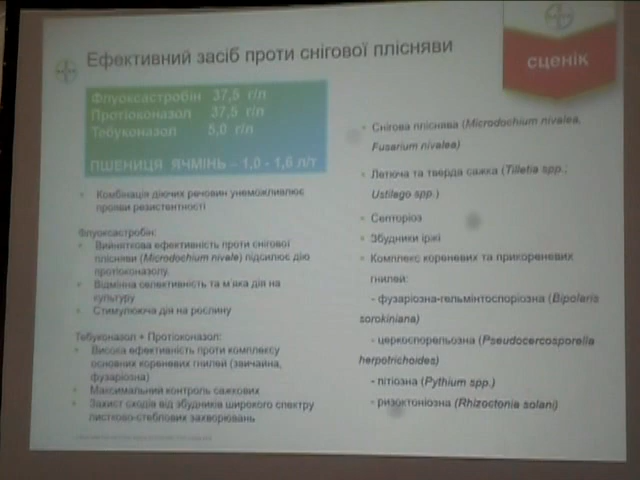 Ефективний засіб проти снігової плісняви
сценік
Флуоксастробін 37,5 г/л
Протіоконазол 37,5 г/л
Тебуконазол 5,0 г/л
ПШЕНИЦЯ ЯЧМІНЬ – 1,0 - 1,6 л/т
Комбінація діючих речовин унеможливлює
прояви резистентності
Флуоксастробін:
Виняткова ефективність проти снігової
плісняви (Microdochium nivale) підсилює дію
протіоконазолу.
Відмінна селективність та м'яка дія на
культуру
Стимулююча дія на рослину
Тебуконазол + Протіоконазол:
Висока ефективність проти комплексу
основних кореневих гнилей (звичайна,
фузаріозна)
Максимальний контроль сажкових
Захист сходів від збудників широкого спектру
листково-стеблових захворювань
Снігова пліснява (Microdochium nivalea,
Fusarium nivalea)
Летюча та тверда сажка (Tilletia spp.,
Ustilago spp.)
Септоріоз
Збудники іржі
Комплекс кореневих та прикореневих
гнилей:
- фузаріозна-гельмінтоспоріозна (Bipolaris
sorokiniana)
- церкоспорельозна (Pseudocercosporella
herpotrichoides)
- пітіозна (Pythium spp.)
- ризоктоніозна (Rhizoctonia solani)